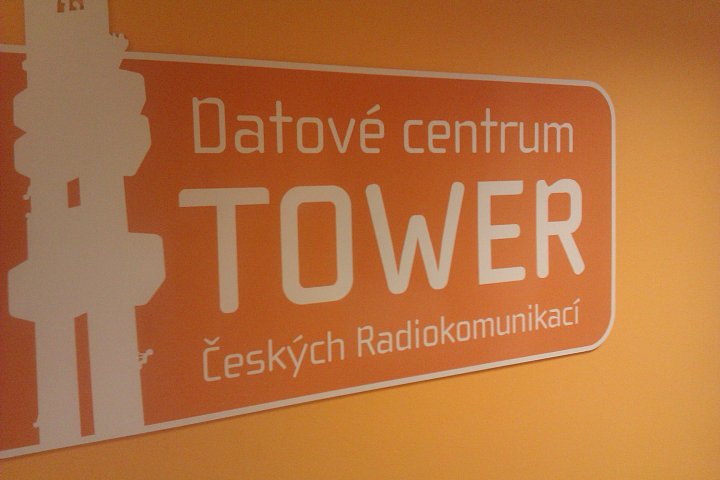 Datové centrum
TOWER
Českých Radiokomunikací